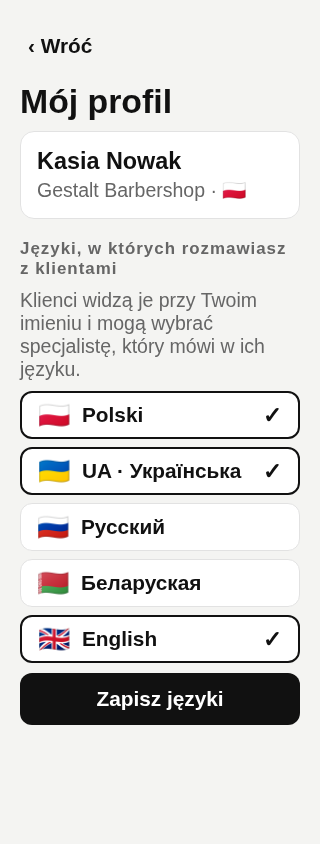 ‹ Wróć
Mój profil
Kasia Nowak
Gestalt Barbershop · 🇵🇱
Języki, w których rozmawiasz
z klientami
Klienci widzą je przy Twoim
imieniu i mogą wybrać
specjalistę, który mówi w ich
języku.
🇵🇱 Polski ✓
🇺🇦 UA · Українська ✓
🇷🇺 Русский
🇧🇾 Беларуская
🇬🇧 English ✓
Zapisz języki